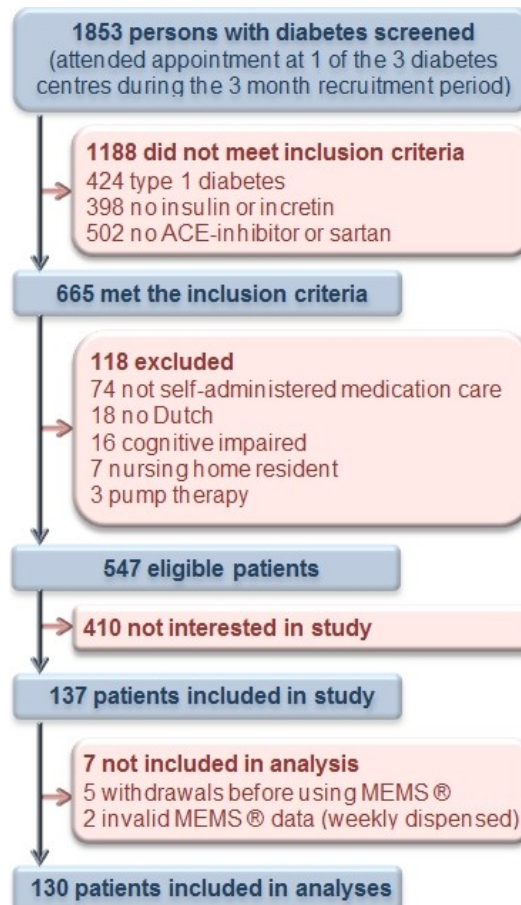 1853 persons with diabetes screened
(attended appointment at 1 of the 3 diabetes
centres during the 3 month recruitment period)
1188 did not meet inclusion criteria
424 type 1 diabetes
398 no insulin or incretin
502 no ACE-inhibitor or sartan
665 met the inclusion criteria
118 excluded
74 not self-administered medication care
18 no Dutch
16 cognitive impaired
7 nursing home resident
3 pump therapy
547 eligible patients
410 not interested in study
137 patients included in study
7 not included in analysis
5 withdrawals before using MEMS ®
2 invalid MEMS ® data (weekly dispensed)
130 patients included in analyses